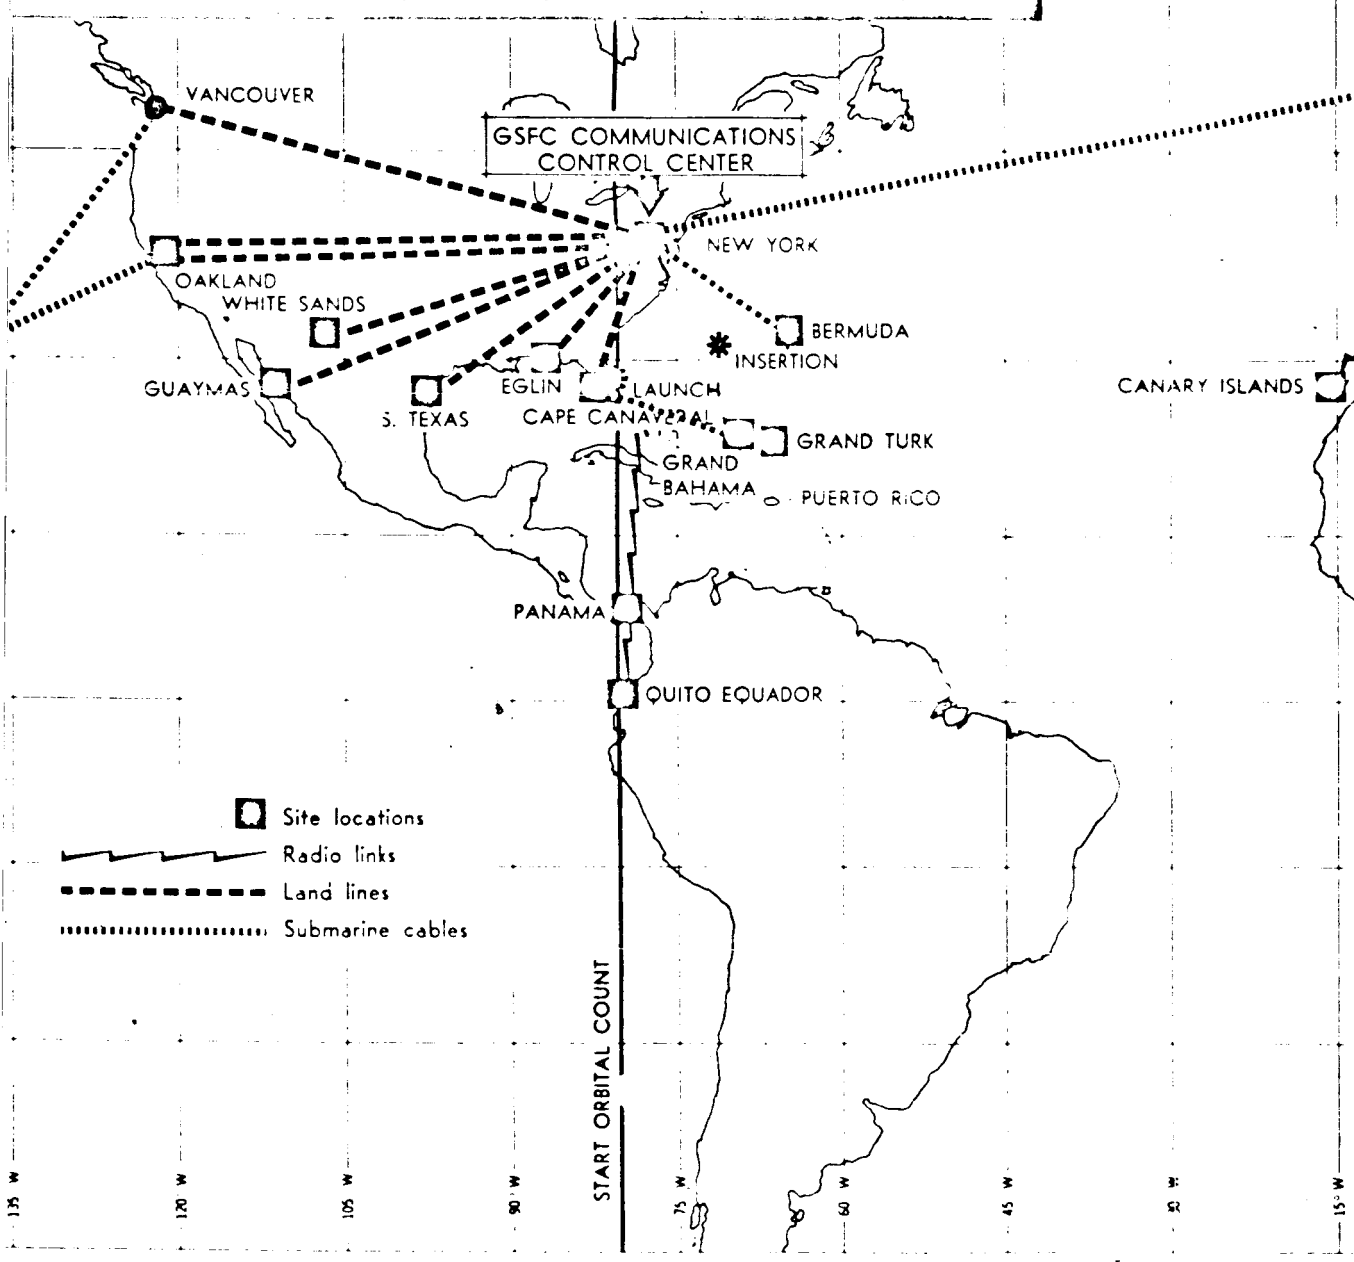 VANCOUVER
GSFC COMMUNICATIONS
CONTROL CENTER
NEW YORK
OAKLAND
WHITE SANDS
BERMUDA
INSERTION
GUAYMAS
S. TEXAS
EGLIN
LAUNCH
CAPE CANAVERAL
CANARY ISLANDS
GRAND TURK
GRAND
BAHAMA
PUERTO RICO
PANAMA
QUITO EQUADOR
Site locations
Radio links
Land lines
Submarine cables
START ORBITAL COUNT
135 W
120 W
105
90° W
75 W
60 W
45 W
W
15° W